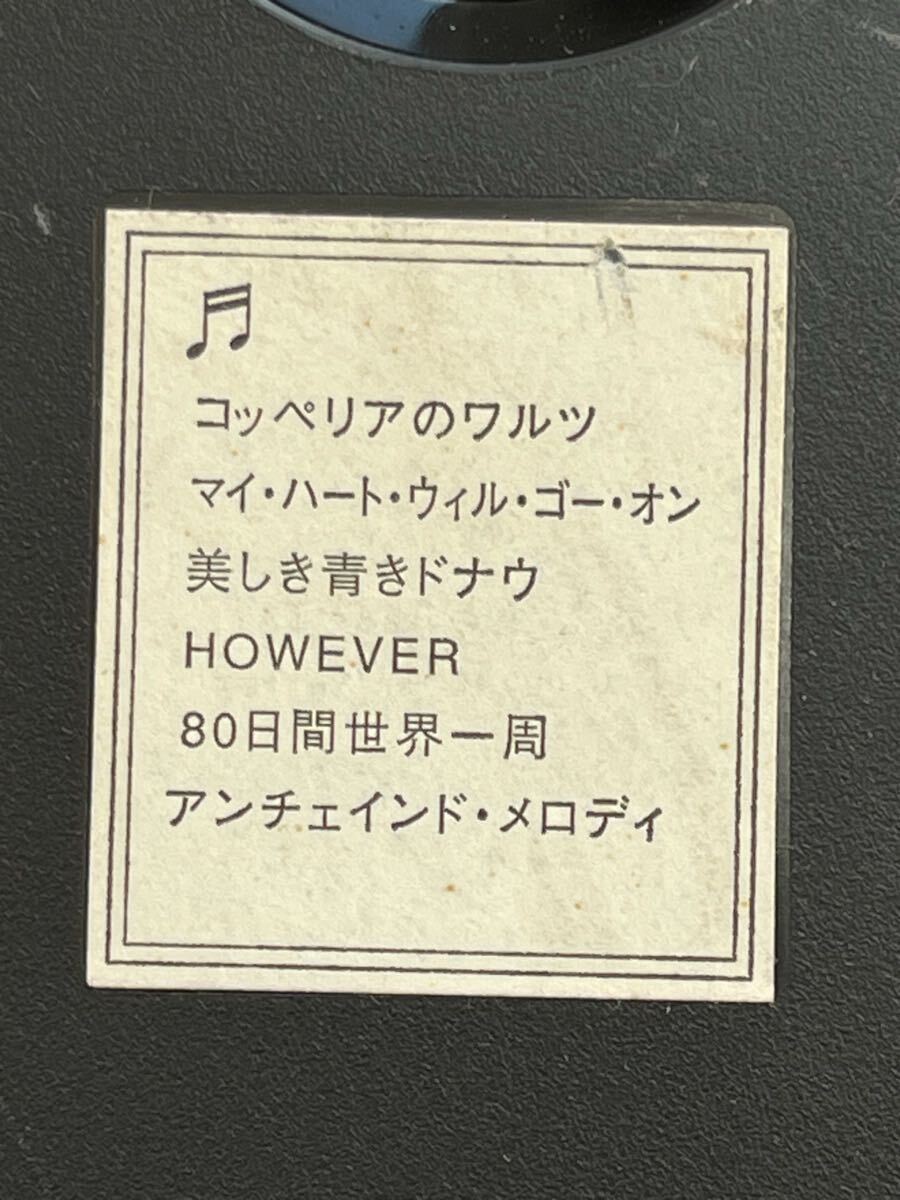 コッペリアのワルツ
マイ・ハート・ウィル・ゴー・オン
美しき青きドナウ
HOWEVER
80日間世界一周
アンチェインド・メロディ